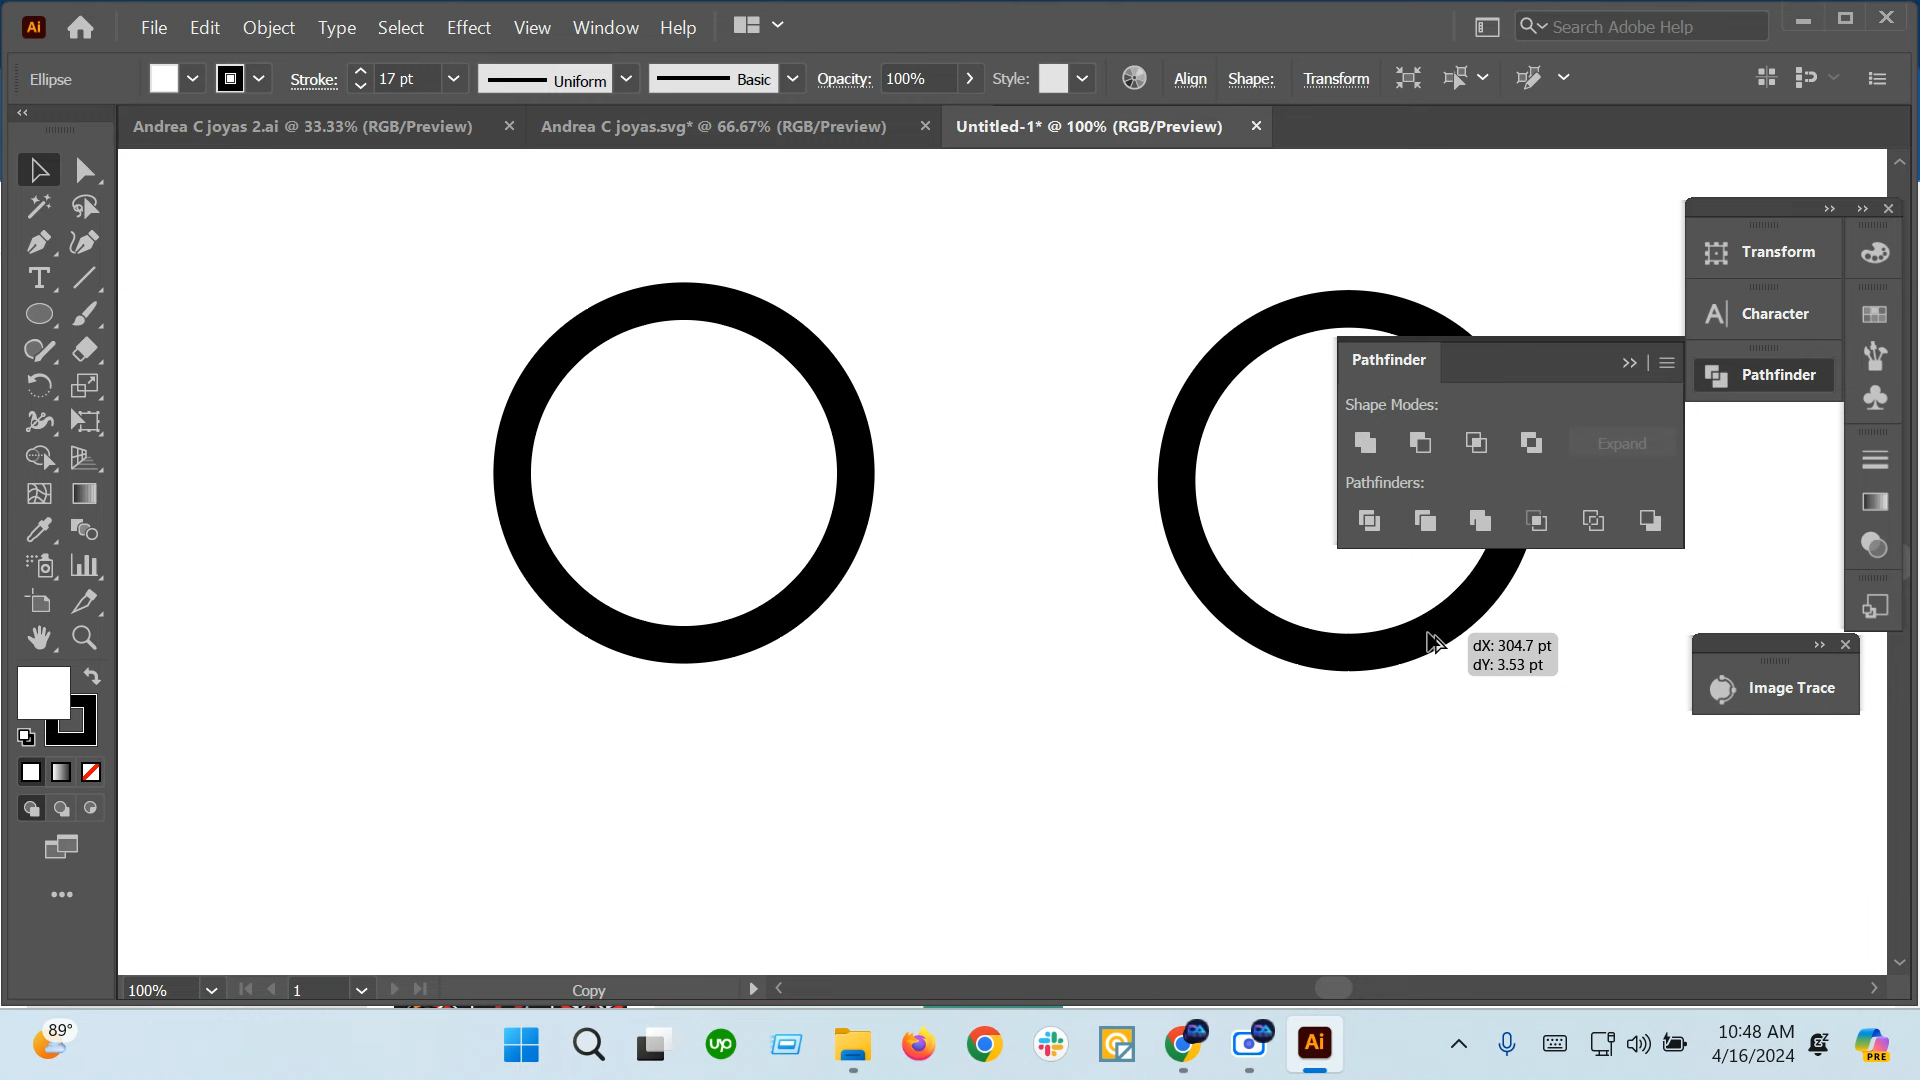 Ai
File Edit Object Type Select Effect View Window Help
Search Adobe Help
Ellipse Stroke: 17 pt Uniform Basic Opacity: 100% Style: Align Shape: Transform
Andrea C joyas 2.ai @ 33.33% (RGB/Preview) Andrea C joyas.svg* @ 66.67% (RGB/Preview) Untitled-1* @ 100% (RGB/Preview)
Transform
Character
Pathfinder
Pathfinder
Shape Modes:
Expand
Pathfinders:
dX: 304.7 pt
dY: 3.53 pt
Image Trace
100% 1 Copy
89°
up
Ai
10:48 AM
4/16/2024
PRE